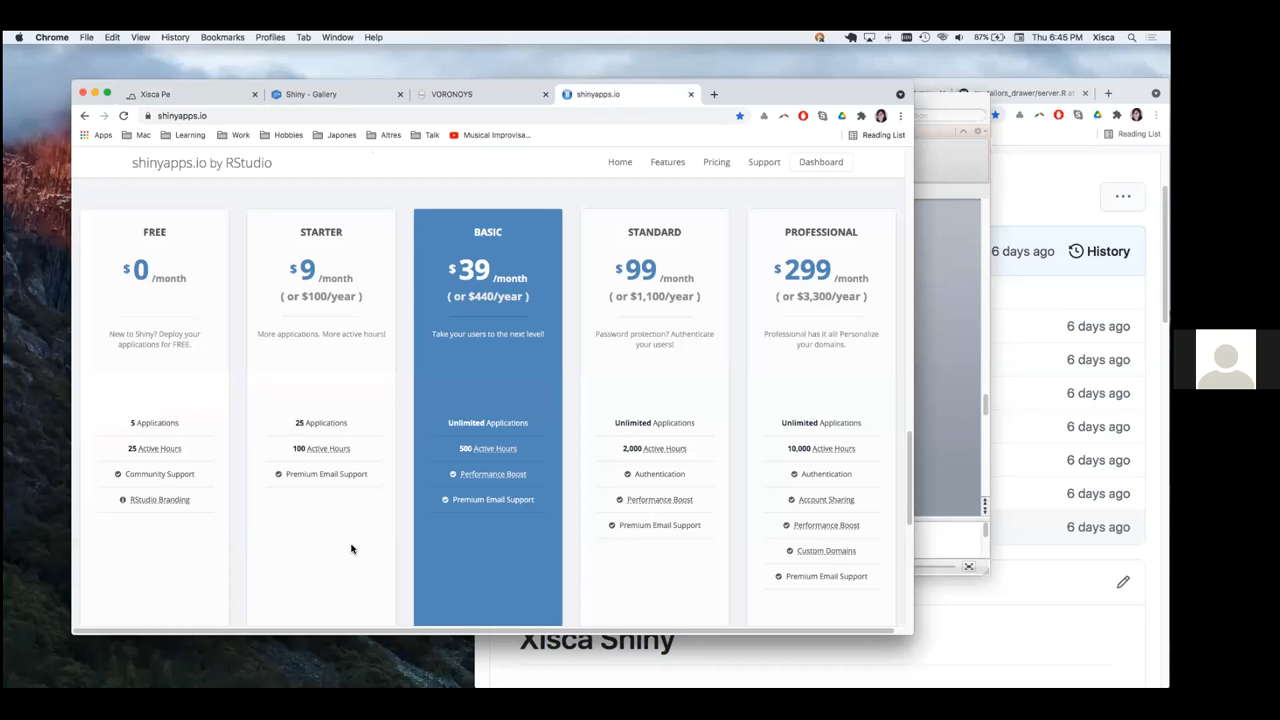 Chrome File Edit View History Bookmarks Profiles Tab Window Help
87% Thu 6:45 PM Xisca
Xisca Pe
Shiny - Gallery
VORONOYS
shinyapps.io
tailors_drawer/server.R at
shinyapps.io
Apps Mac Learning Work Hobbies Japones Altres Talk Musical Improvisa... Reading List
Reading List
shinyapps.io by RStudio
Home Features Pricing Support Dashboard
FREE
$0 /month
New to Shiny? Deploy your
applications for FREE.
5 Applications
25 Active Hours
Community Support
RStudio Branding
STARTER
$9 /month
( or $100/year )
More applications. More active hours!
25 Applications
100 Active Hours
Premium Email Support
BASIC
$39 /month
( or $440/year )
Take your users to the next level!
Unlimited Applications
500 Active Hours
Performance Boost
Premium Email Support
STANDARD
$99 /month
( or $1,100/year )
Password protection? Authenticate
your users!
Unlimited Applications
2,000 Active Hours
Authentication
Performance Boost
Premium Email Support
PROFESSIONAL
$299 /month
( or $3,300/year )
Professional has it all! Personalize
your domains.
Unlimited Applications
10,000 Active Hours
Authentication
Account Sharing
Performance Boost
Custom Domains
Premium Email Support
6 days ago History
6 days ago
6 days ago
6 days ago
6 days ago
6 days ago
6 days ago
6 days ago
Xisca Shiny